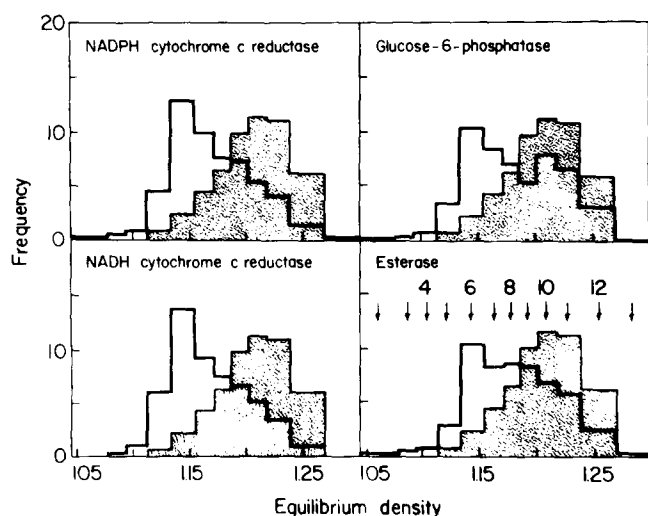 NADPH cytochrome c reductase
Glucose-6-phosphatase
20
10
0
Frequency
NADH cytochrome c reductase
Esterase
4 6 8 10 12
10
0
1.05 1.15 1.25 1.05 1.15 1.25
Equilibrium density